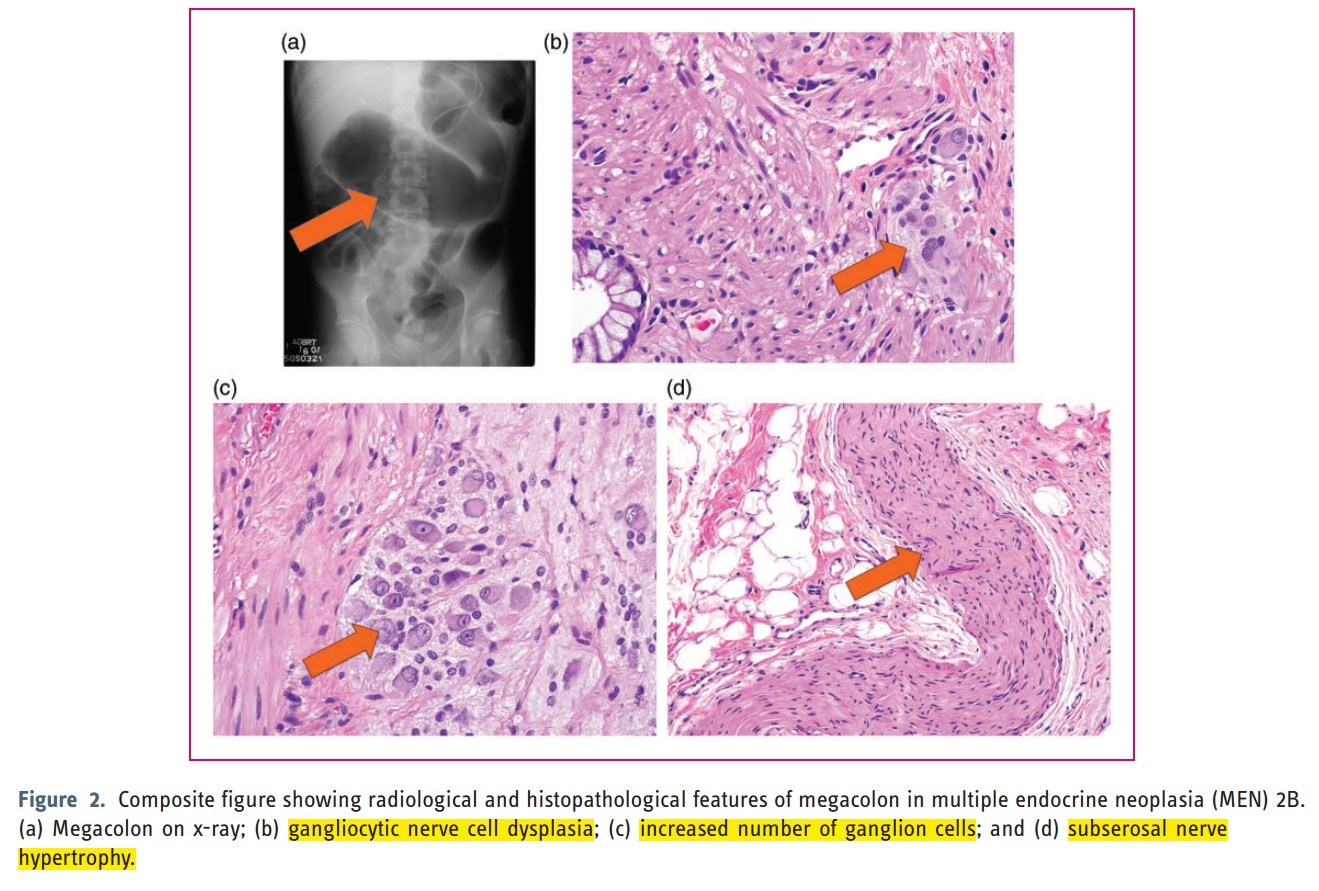 (a)
(b)
5050321
(c)
(d)
Figure 2. Composite figure showing radiological and histopathological features of megacolon in multiple endocrine neoplasia (MEN) 2B.
(a) Megacolon on x-ray; (b) gangliocytic nerve cell dysplasia; (c) increased number of ganglion cells; and (d) subserosal nerve
hypertrophy.